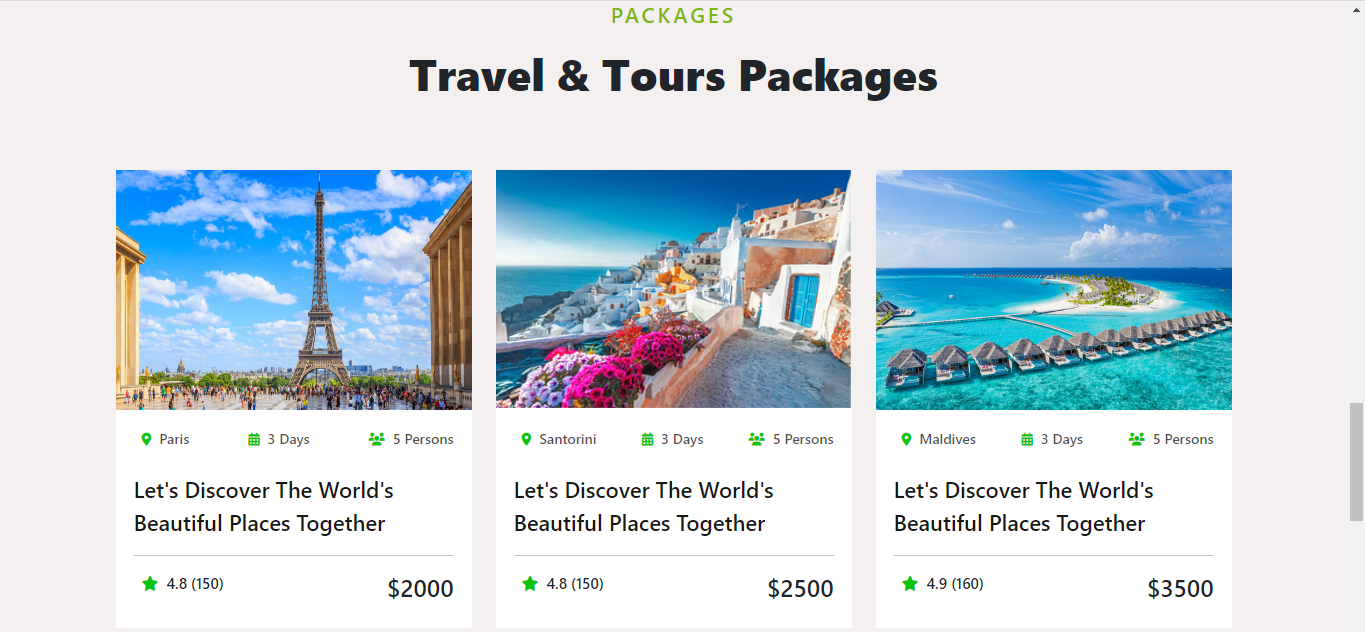 PACKAGES
Travel & Tours Packages
Paris
3 Days
5 Persons
Let's Discover The World's
Beautiful Places Together
4.8 (150)
$2000
Santorini
3 Days
5 Persons
Let's Discover The World's
Beautiful Places Together
4.8 (150)
$2500
Maldives
3 Days
5 Persons
Let's Discover The World's
Beautiful Places Together
4.9 (160)
$3500